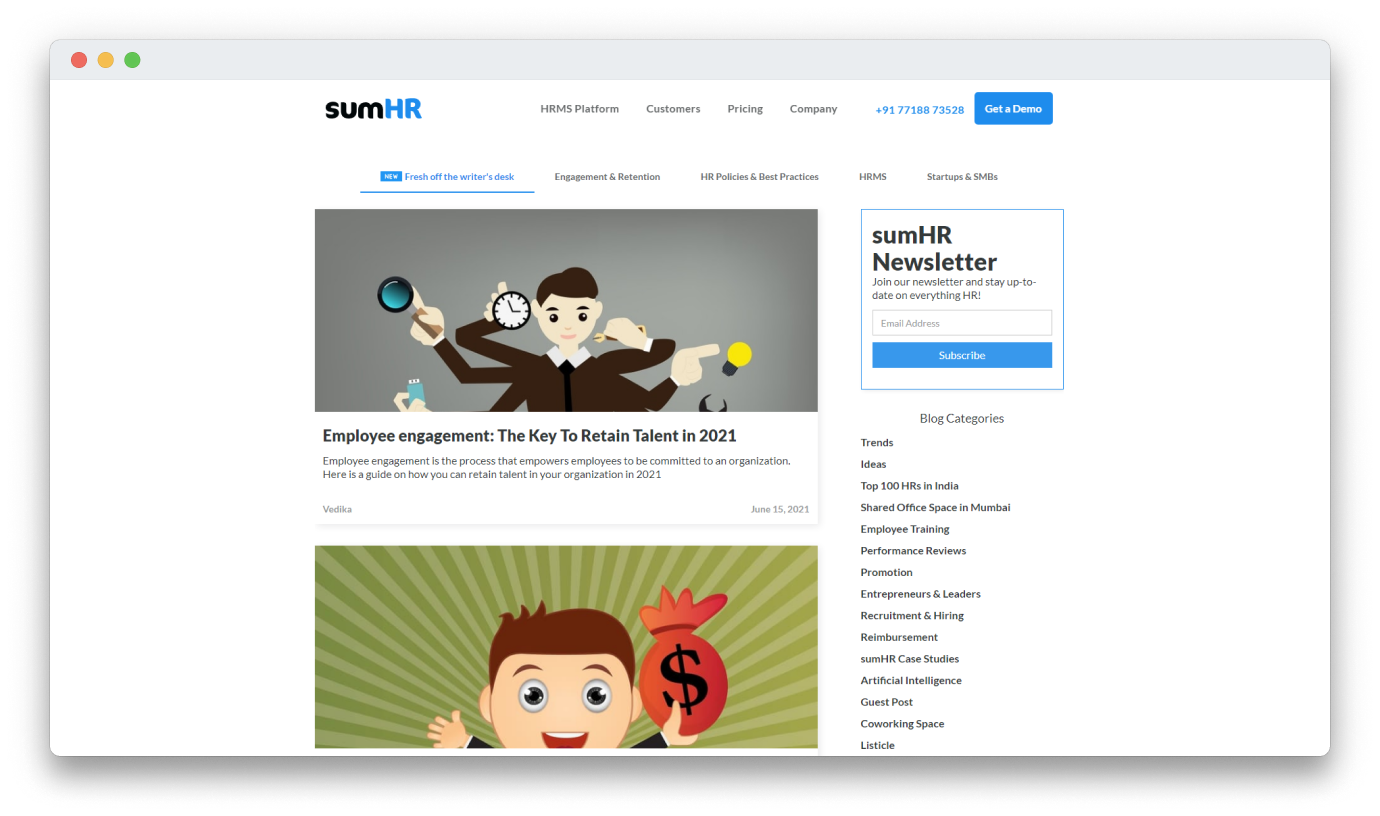 sumHR
HRMS Platform
Customers
Pricing
Company
+91 77188 73528
Get a Demo
NEW Fresh off the writer's desk
Engagement & Retention
HR Policies & Best Practices
HRMS
Startups & SMBs
Employee engagement: The Key To Retain Talent in 2021
Employee engagement is the process that empowers employees to be committed to an organization.
Here is a guide on how you can retain talent in your organization in 2021
Vedika
June 15, 2021
$
sumHR
Newsletter
Join our newsletter and stay up-to-
date on everything HR!
Email Address
Subscribe
Blog Categories
Trends
Ideas
Top 100 HRs in India
Shared Office Space in Mumbai
Employee Training
Performance Reviews
Promotion
Entrepreneurs & Leaders
Recruitment & Hiring
Reimbursement
sumHR Case Studies
Artificial Intelligence
Guest Post
Coworking Space
Listicle